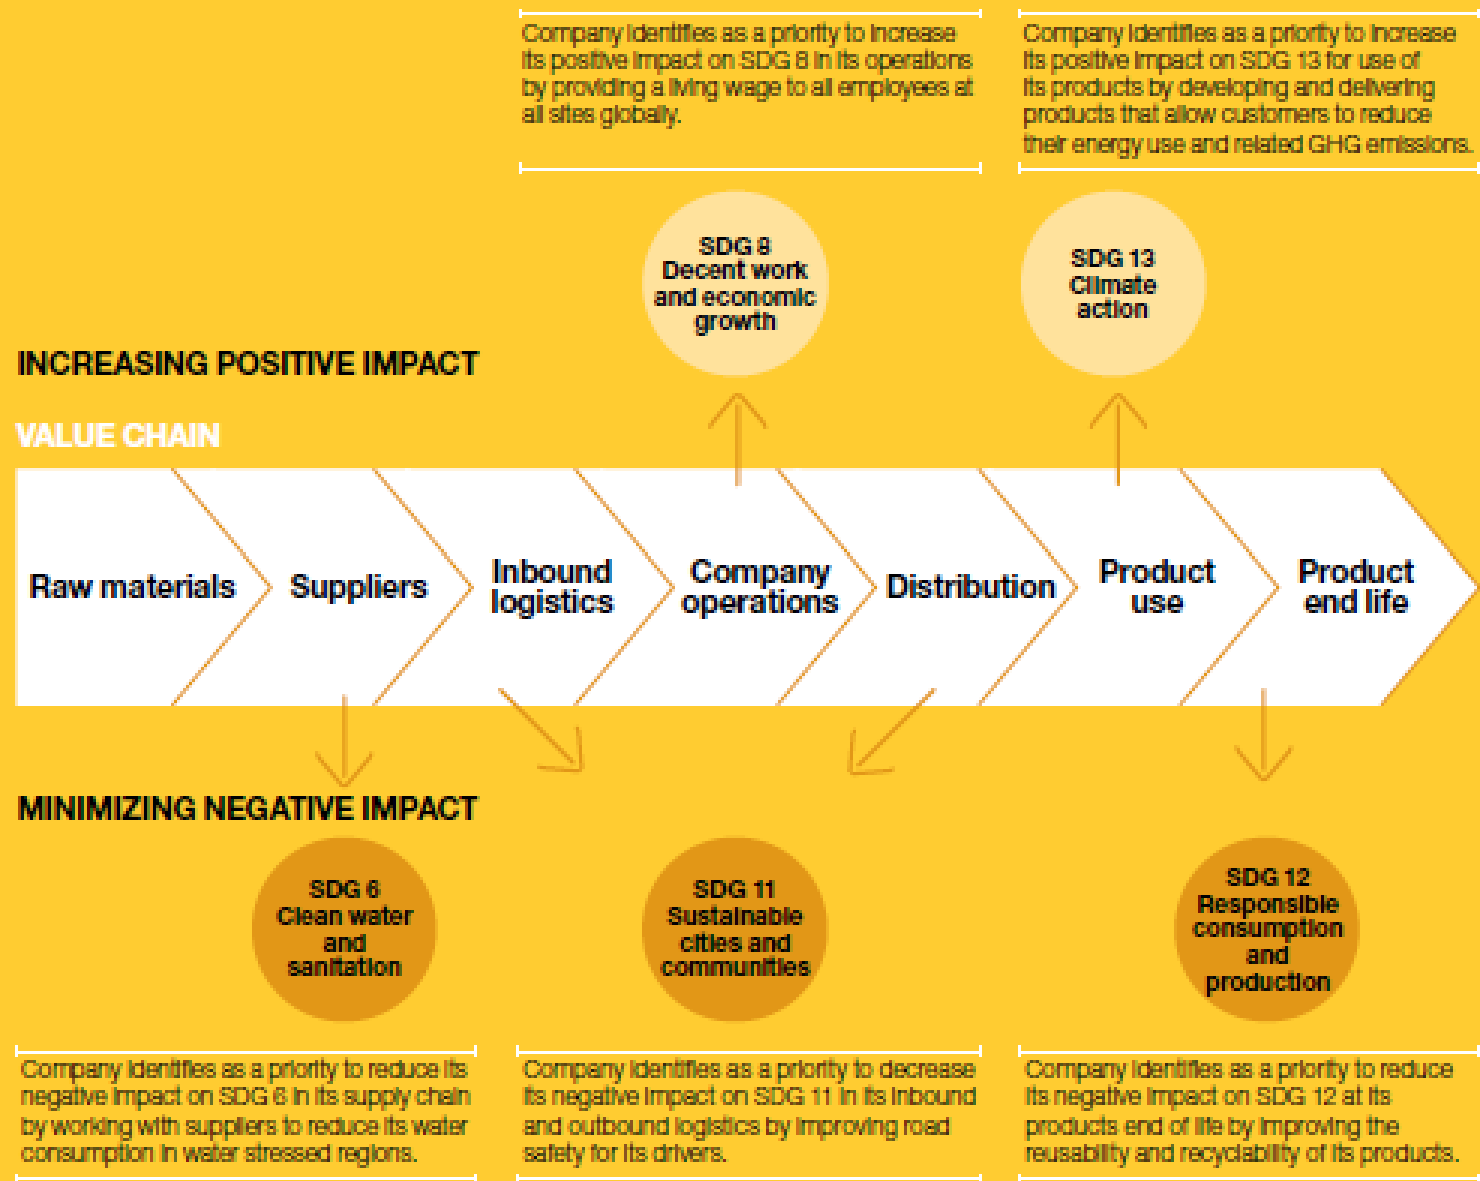 Company identifies as a priority to increase
its positive impact on SDG 8 in its operations
by providing a living wage to all employees at
all sites globally.
Company identifies as a priority to increase
its positive impact on SDG 13 for use of
its products by developing and delivering
products that allow customers to reduce
their energy use and related GHG emissions.
SDG 8
Decent work
and economic
growth
SDG 13
Climate
action
INCREASING POSITIVE IMPACT
VALUE CHAIN
Raw materials
Suppliers
Inbound
logistics
Company
operations
Distribution
Product
use
Product
end life
MINIMIZING NEGATIVE IMPACT
SDG 6
Clean water
and
sanitation
SDG 11
Sustainable
cities and
communities
SDG 12
Responsible
consumption
and
production
Company identifies as a priority to reduce its
negative impact on SDG 6 in its supply chain
by working with suppliers to reduce its water
consumption in water stressed regions.
Company identifies as a priority to decrease
its negative impact on SDG 11 in its inbound
and outbound logistics by improving road
safety for its drivers.
Company identifies as a priority to reduce
its negative impact on SDG 12 at its
products end of life by improving the
reusability and recyclability of its products.